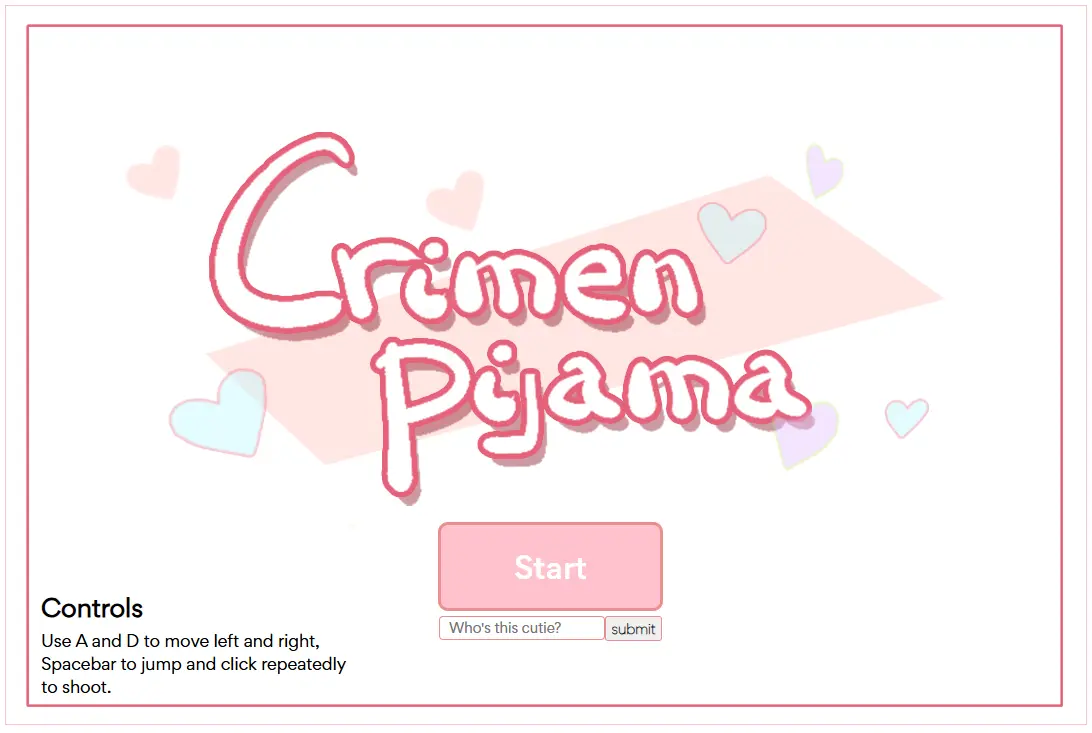 Crimen
Pijama
Start
Who's this cutie?
submit
Controls
Use A and D to move left and right,
Spacebar to jump and click repeatedly
to shoot.